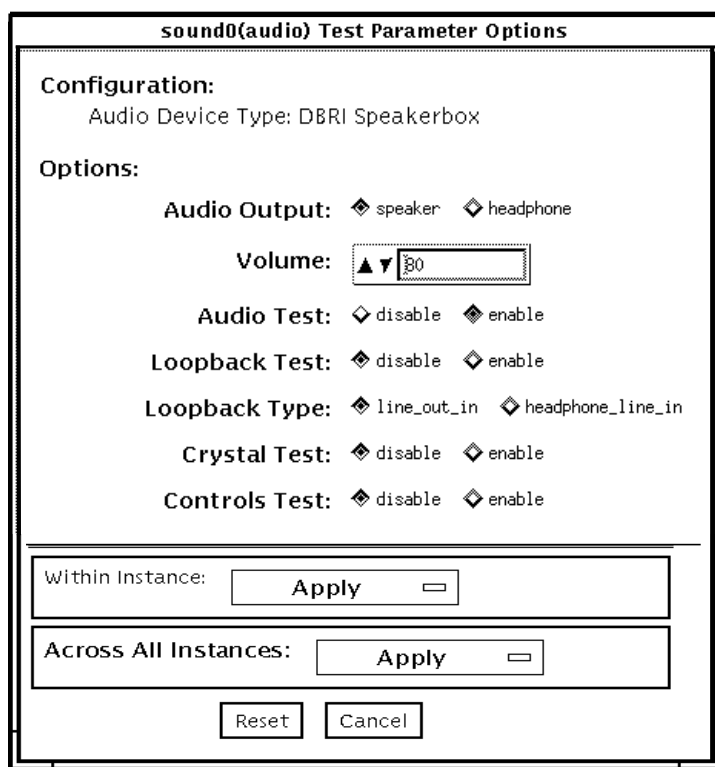 sound0(audio) Test Parameter Options
Configuration:
Audio Device Type: DBRI Speakerbox
Options:
Audio Output: speaker headphone
Volume: 80
Audio Test: disable enable
Loopback Test: disable enable
Loopback Type: line_out_in headphone_line_in
Crystal Test: disable enable
Controls Test: disable enable
Within Instance: Apply
Across All Instances: Apply
Reset Cancel